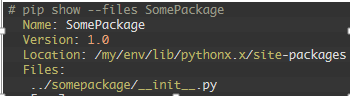 # pip show --files SomePackage
Name: SomePackage
Version: 1.0
Location: /my/env/lib/pythonx.x/site-packages
Files:
../somepackage/__init__.py